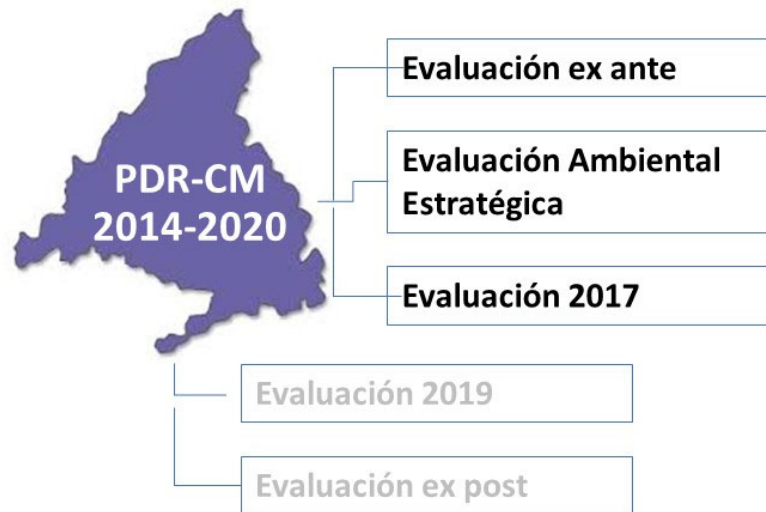 PDR-CM
2014-2020
Evaluación ex ante
Evaluación Ambiental
Estratégica
Evaluación 2017
Evaluación 2019
Evaluación ex post